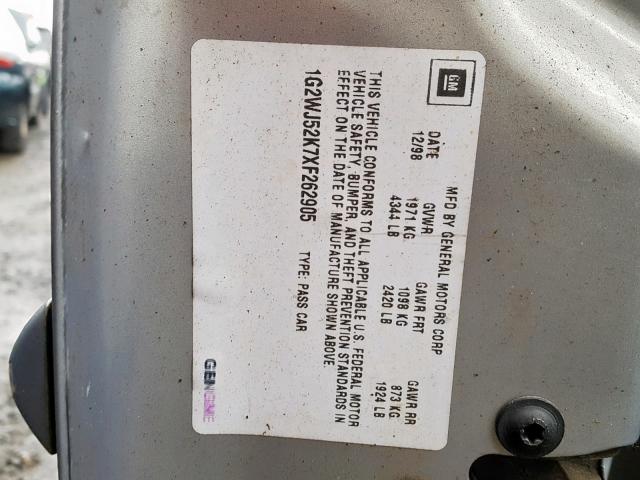 GM
MFD BY GENERAL MOTORS CORP
DATE GVWR GAWR FRT GAWR RR
12/98 1971 KG 1098 KG 873 KG
4344 LB 2420 LB 1924 LB
THIS VEHICLE CONFORMS TO ALL APPLICABLE U.S. FEDERAL MOTOR
VEHICLE SAFETY, BUMPER, AND THEFT PREVENTION STANDARDS IN
EFFECT ON THE DATE OF MANUFACTURE SHOWN ABOVE.
1G2WJ52K7XF262905 TYPE: PASS CAR